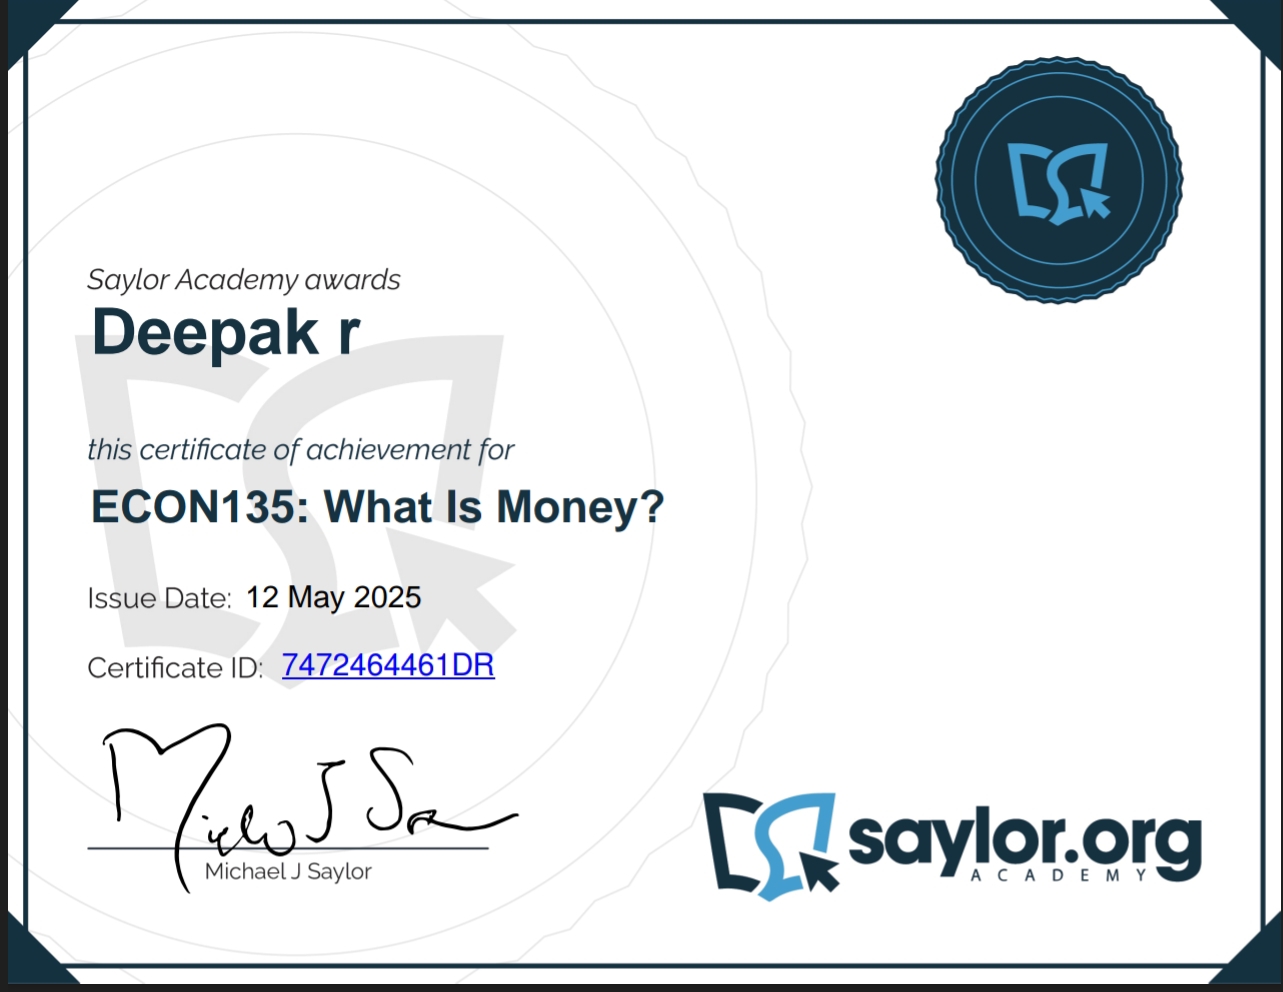 Saylor Academy awards
Deepak r
this certificate of achievement for
ECON135: What Is Money?
Issue Date: 12 May 2025
Certificate ID: 7472464461DR
Michael J Saylor
saylor.org
ACADEMY